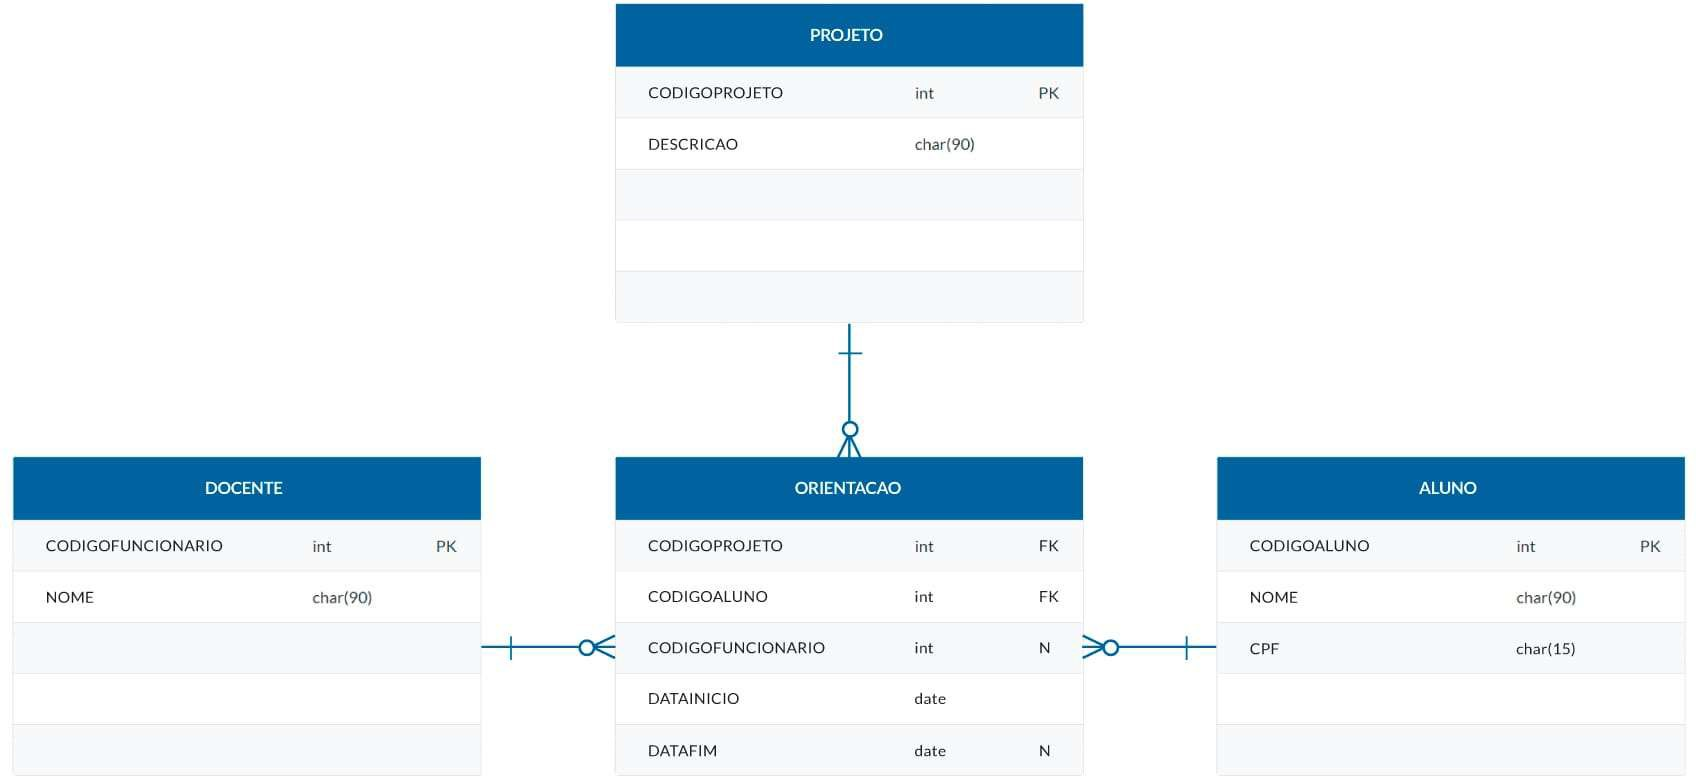 PROJETO
CODIGOPROJETO int PK
DESCRICAO char(90)
DOCENTE
CODIGOFUNCIONARIO int PK
NOME char(90)
ORIENTACAO
CODIGOPROJETO int FK
CODIGOALUNO int FK
CODIGOFUNCIONARIO int N
DATAINICIO date
DATAFIM date N
ALUNO
CODIGOALUNO int PK
NOME char(90)
CPF char(15)